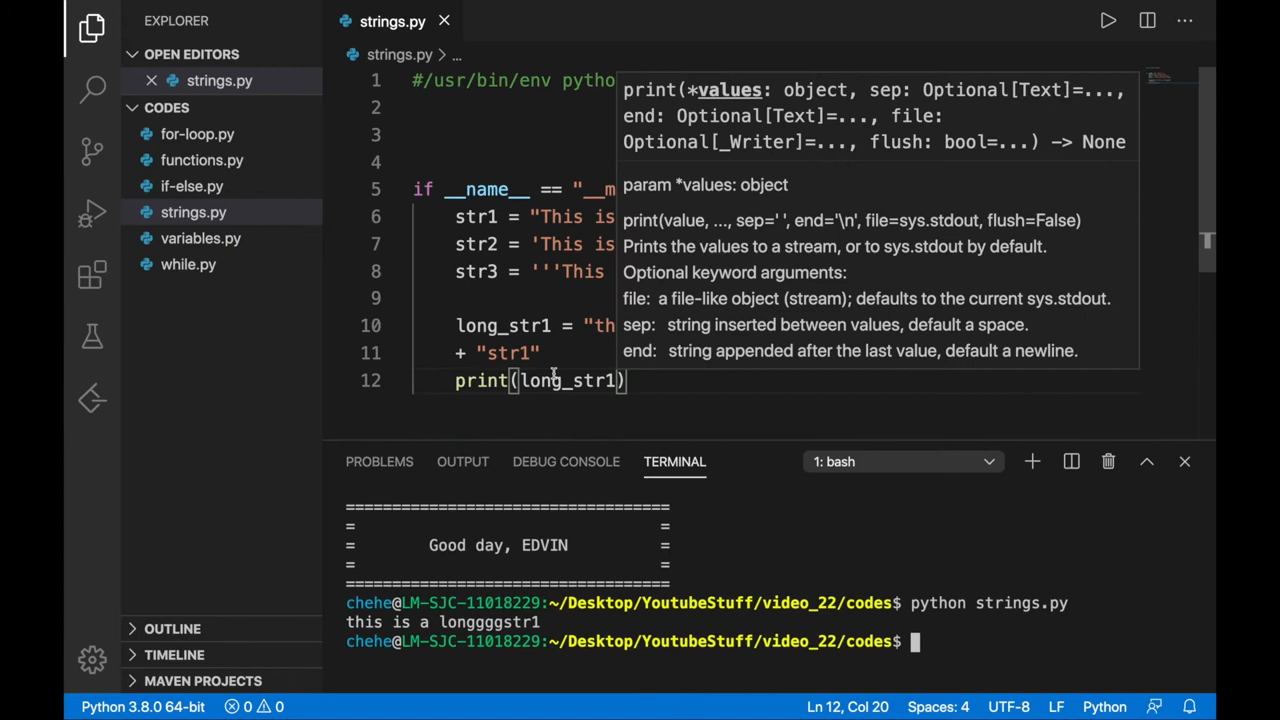 EXPLORER
OPEN EDITORS
strings.py
CODES
for-loop.py
functions.py
if-else.py
strings.py
variables.py
while.py
OUTLINE
TIMELINE
MAVEN PROJECTS
strings.py
strings.py > ...
1 #/usr/bin/env python
2
3
4
5 if __name__ == "__m
6 str1 = "This is
7 str2 = 'This is
8 str3 = '''This
9
10 long_str1 = "th
11 + "str1"
12 print(long_str1)
print(*values: object, sep: Optional[Text]=...,
end: Optional[Text]=..., file:
Optional[_Writer]=..., flush: bool=...) -> None
param *values: object
print(value, ..., sep=' ', end='\n', file=sys.stdout, flush=False)
Prints the values to a stream, or to sys.stdout by default.
Optional keyword arguments:
file: a file-like object (stream); defaults to the current sys.stdout.
sep: string inserted between values, default a space.
end: string appended after the last value, default a newline.
PROBLEMS OUTPUT DEBUG CONSOLE TERMINAL 1: bash
==================================
= =
= Good day, EDVIN =
= =
==================================
chehe@LM-SJC-11018229:~/Desktop/YoutubeStuff/video_22/codes$ python strings.py
this is a longgggstr1
chehe@LM-SJC-11018229:~/Desktop/YoutubeStuff/video_22/codes$
Python 3.8.0 64-bit 0 0 Ln 12, Col 20 Spaces: 4 UTF-8 LF Python